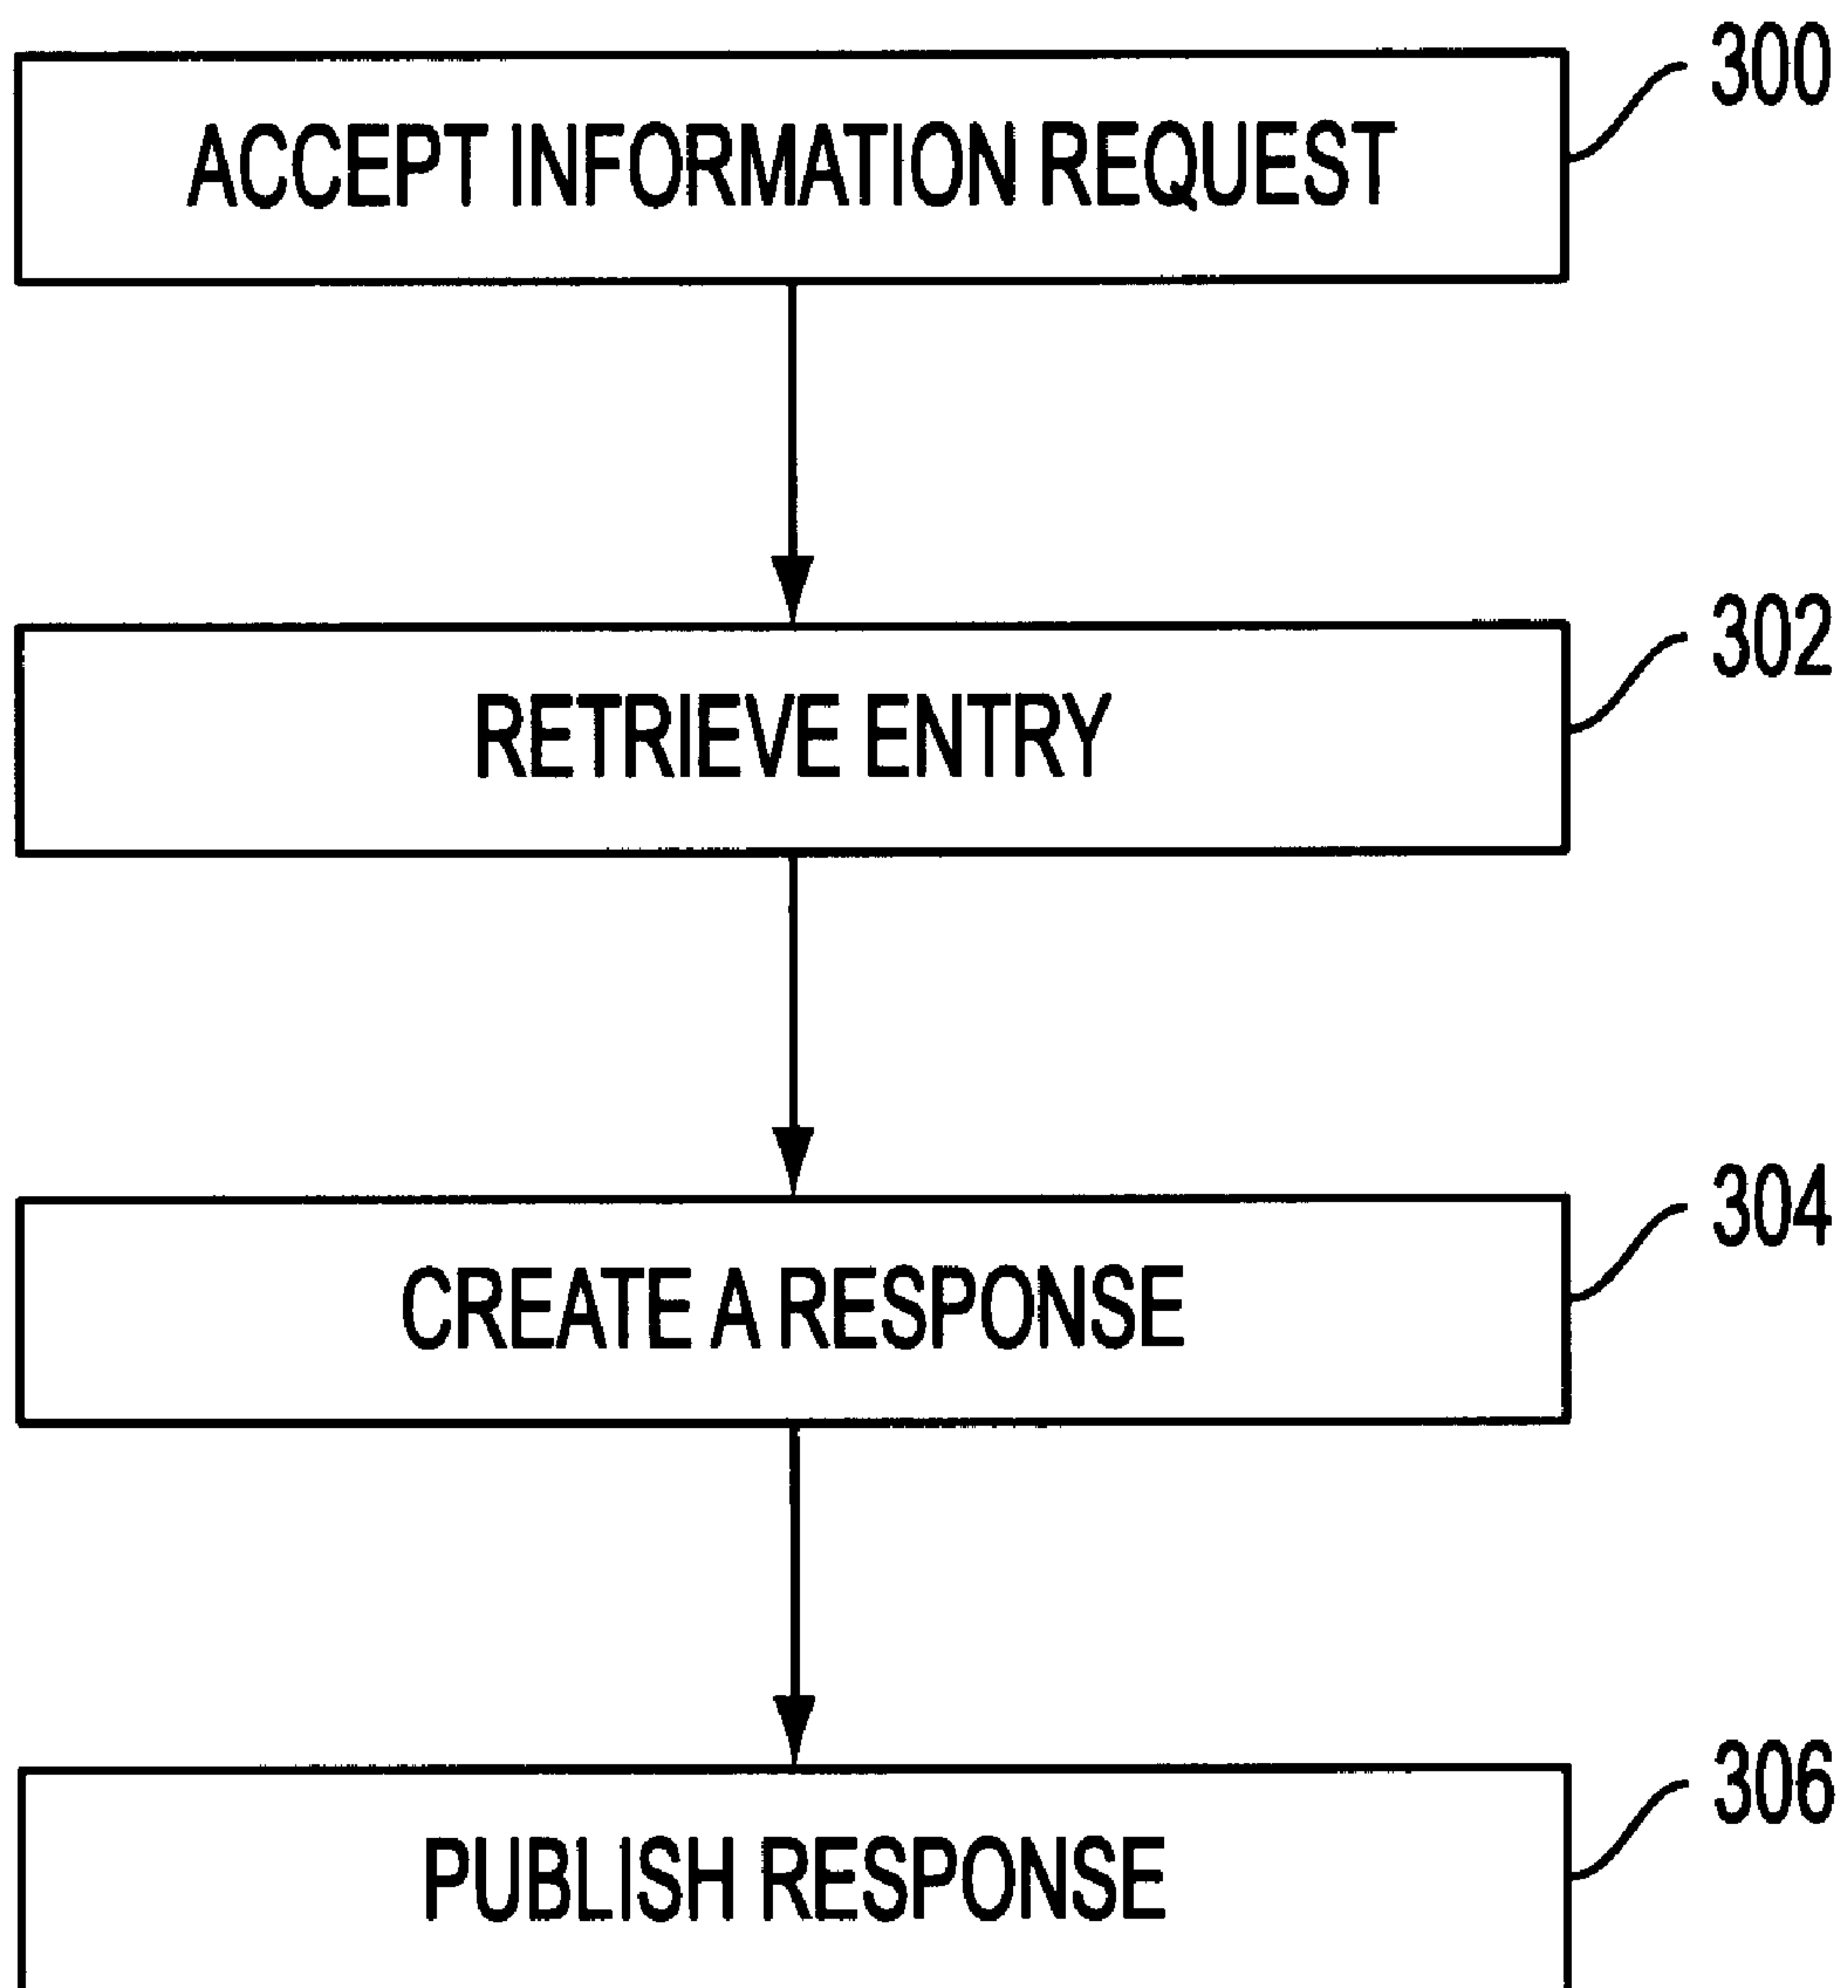 300
ACCEPT INFORMATION REQUEST
302
RETRIEVE ENTRY
304
CREATE A RESPONSE
306
PUBLISH RESPONSE